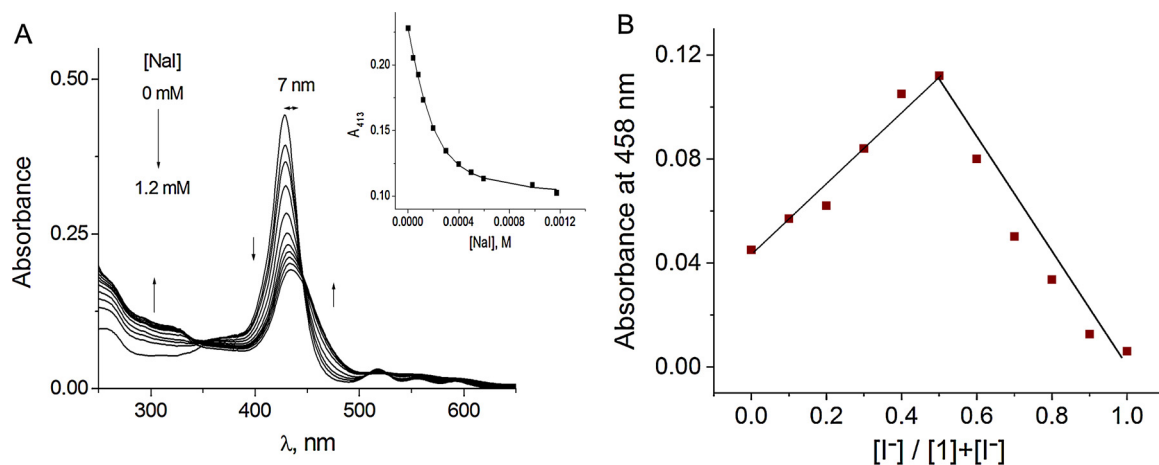 A
[NaI]
0 mM
1.2 mM
7 nm
Absorbance
0.50
0.25
0.00
300
400
500
600
λ, nm
A413
0.20
0.15
0.10
0.0000
0.0004
0.0008
0.0012
[NaI], M
B
Absorbance at 458 nm
0.12
0.08
0.04
0.00
0.0
0.2
0.4
0.6
0.8
1.0
[I⁻] / [1]+[I⁻]